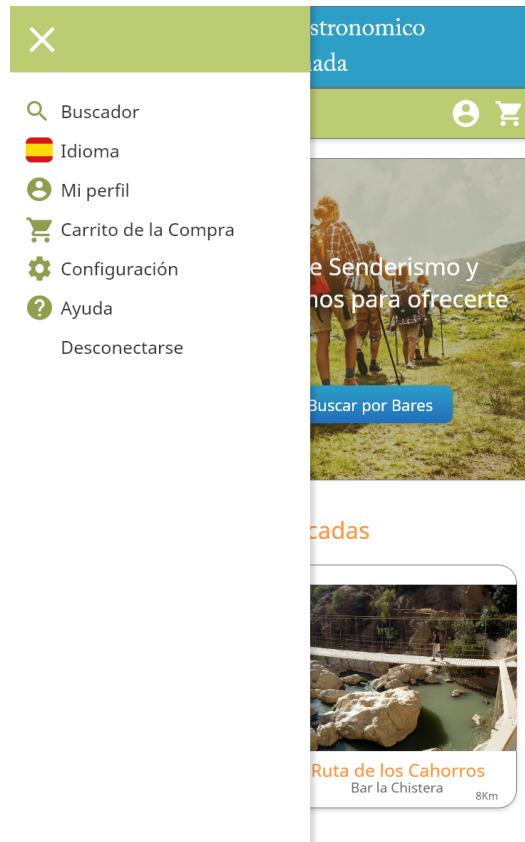 stronomico
ada
Buscador
Idioma
Mi perfil
Carrito de la Compra
Configuración
Ayuda
Desconectarse
e Senderismo y
nos para ofrecerte
Buscar por Bares
cadas
Ruta de los Cahorros
Bar la Chistera
8Km